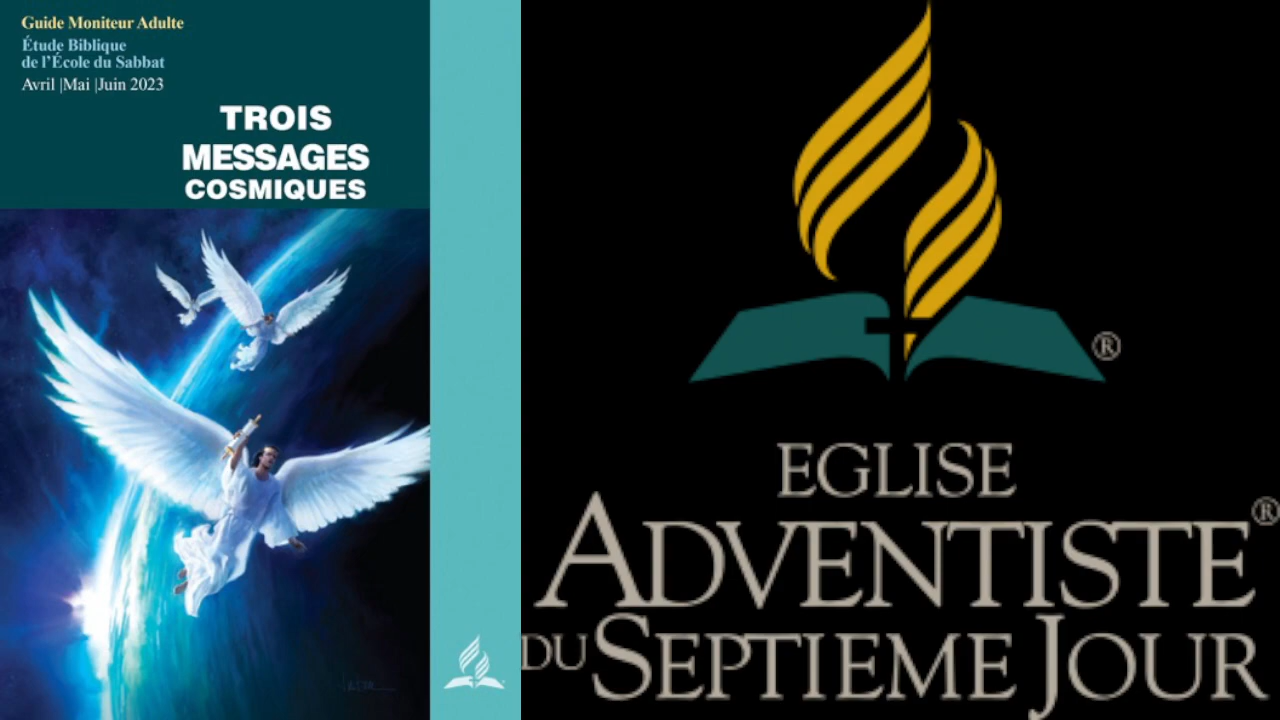 Guide Moniteur Adulte
Étude Biblique
de l'École du Sabbat
Avril |Mai |Juin 2023
TROIS
MESSAGES
COSMIQUES
®
EGLISE
ADVENTISTE®
DU SEPTIEME JOUR